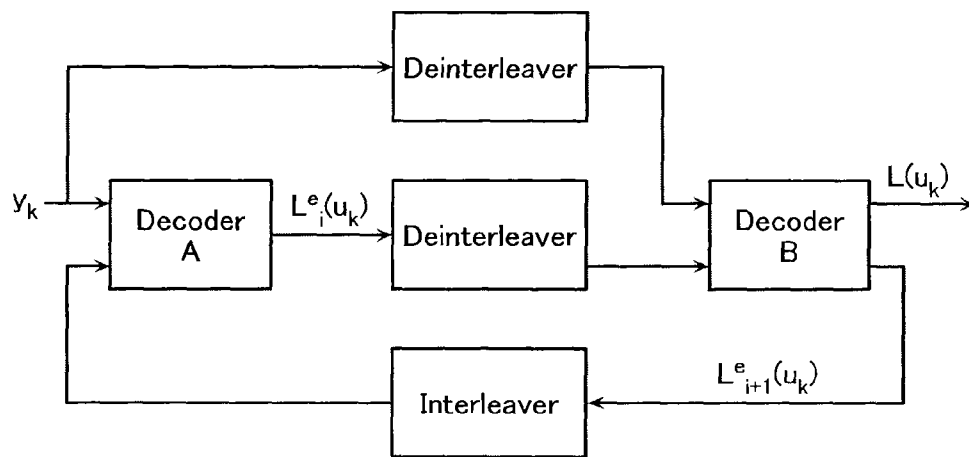 Deinterleaver
y_k
Decoder
A
L^e_i(u_k)
Deinterleaver
Decoder
B
L(u_k)
L^e_{i+1}(u_k)
Interleaver